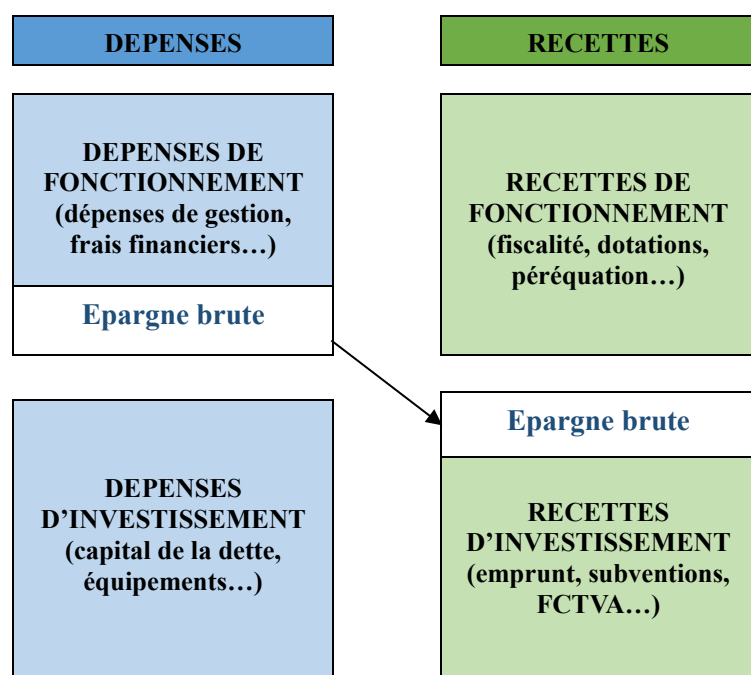 DEPENSES
RECETTES
DEPENSES DE
FONCTIONNEMENT
(dépenses de gestion,
frais financiers…)
Epargne brute
RECETTES DE
FONCTIONNEMENT
(fiscalité, dotations,
péréquation…)
DEPENSES
D’INVESTISSEMENT
(capital de la dette,
équipements…)
Epargne brute
RECETTES
D’INVESTISSEMENT
(emprunt, subventions,
FCTVA…)